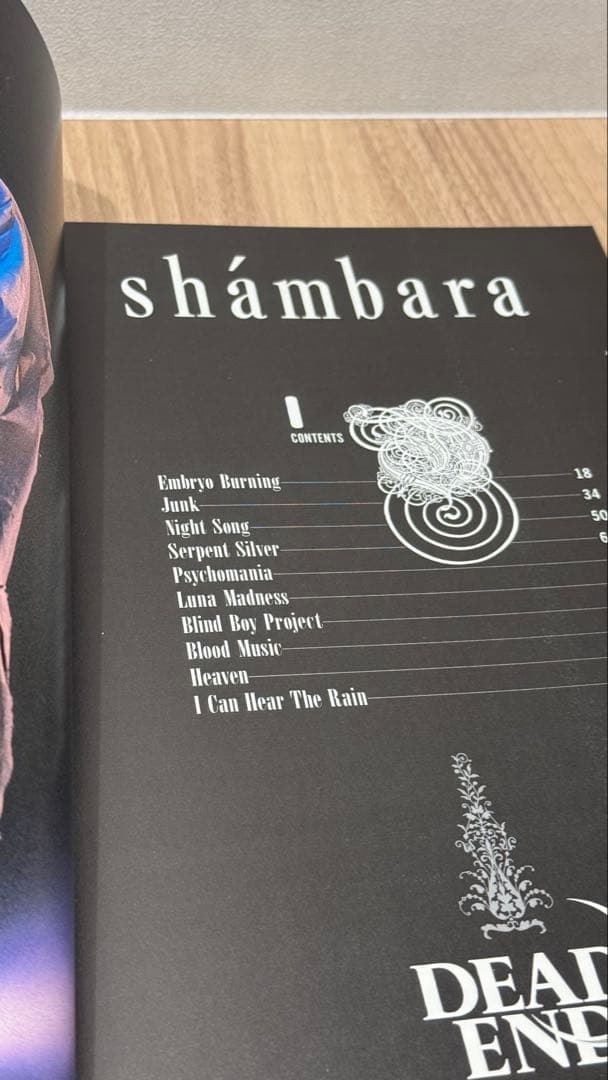 shámbara
CONTENTS
Embryo Burning 18
Junk 34
Night Song 50
Serpent Silver 6
Psychomania
Luna Madness
Blind Boy Project
Blood Music
Heaven
I Can Hear The Rain
DEAD
END